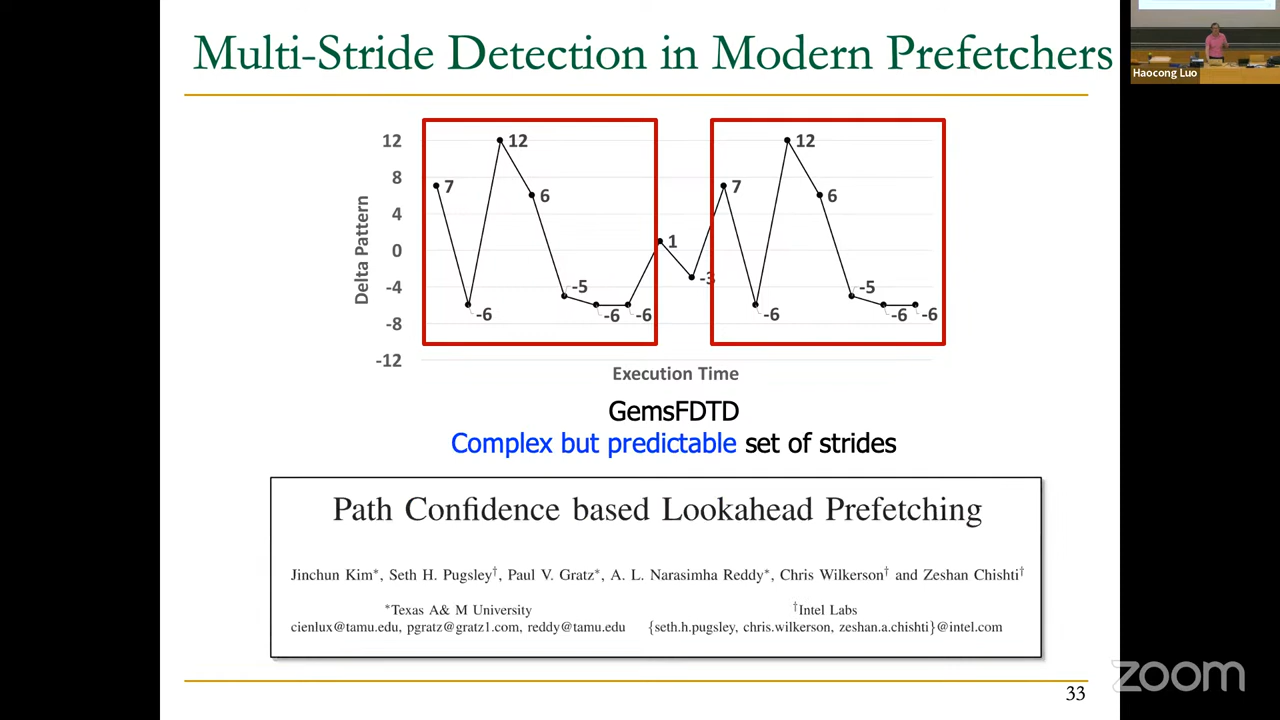 Multi-Stride Detection in Modern Prefetchers
Haocong Luo
12
8
4
0
-4
-8
-12
Delta Pattern
7
-6
12
6
-5
-6
-6
1
-3
7
-6
12
6
-5
-6
-6
Execution Time
GemsFDTD
Complex but predictable set of strides
Path Confidence based Lookahead Prefetching
Jinchun Kim*, Seth H. Pugsley†, Paul V. Gratz*, A. L. Narasimha Reddy*, Chris Wilkerson† and Zeshan Chishti†
*Texas A& M University
†Intel Labs
cienlux@tamu.edu, pgratz@gratz1.com, reddy@tamu.edu
{seth.h.pugsley, chris.wilkerson, zeshan.a.chishti}@intel.com
33
zoom